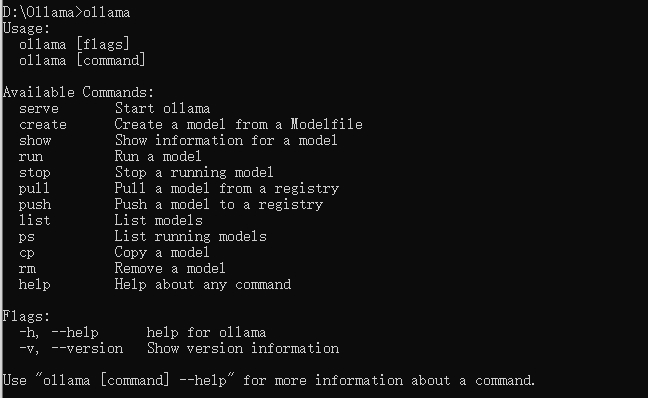 D:\Ollama>ollama
Usage:
  ollama [flags]
  ollama [command]

Available Commands:
  serve       Start ollama
  create      Create a model from a Modelfile
  show        Show information for a model
  run         Run a model
  stop        Stop a running model
  pull        Pull a model from a registry
  push        Push a model to a registry
  list        List models
  ps          List running models
  cp          Copy a model
  rm          Remove a model
  help        Help about any command

Flags:
  -h, --help      help for ollama
  -v, --version   Show version information

Use "ollama [command] --help" for more information about a command.